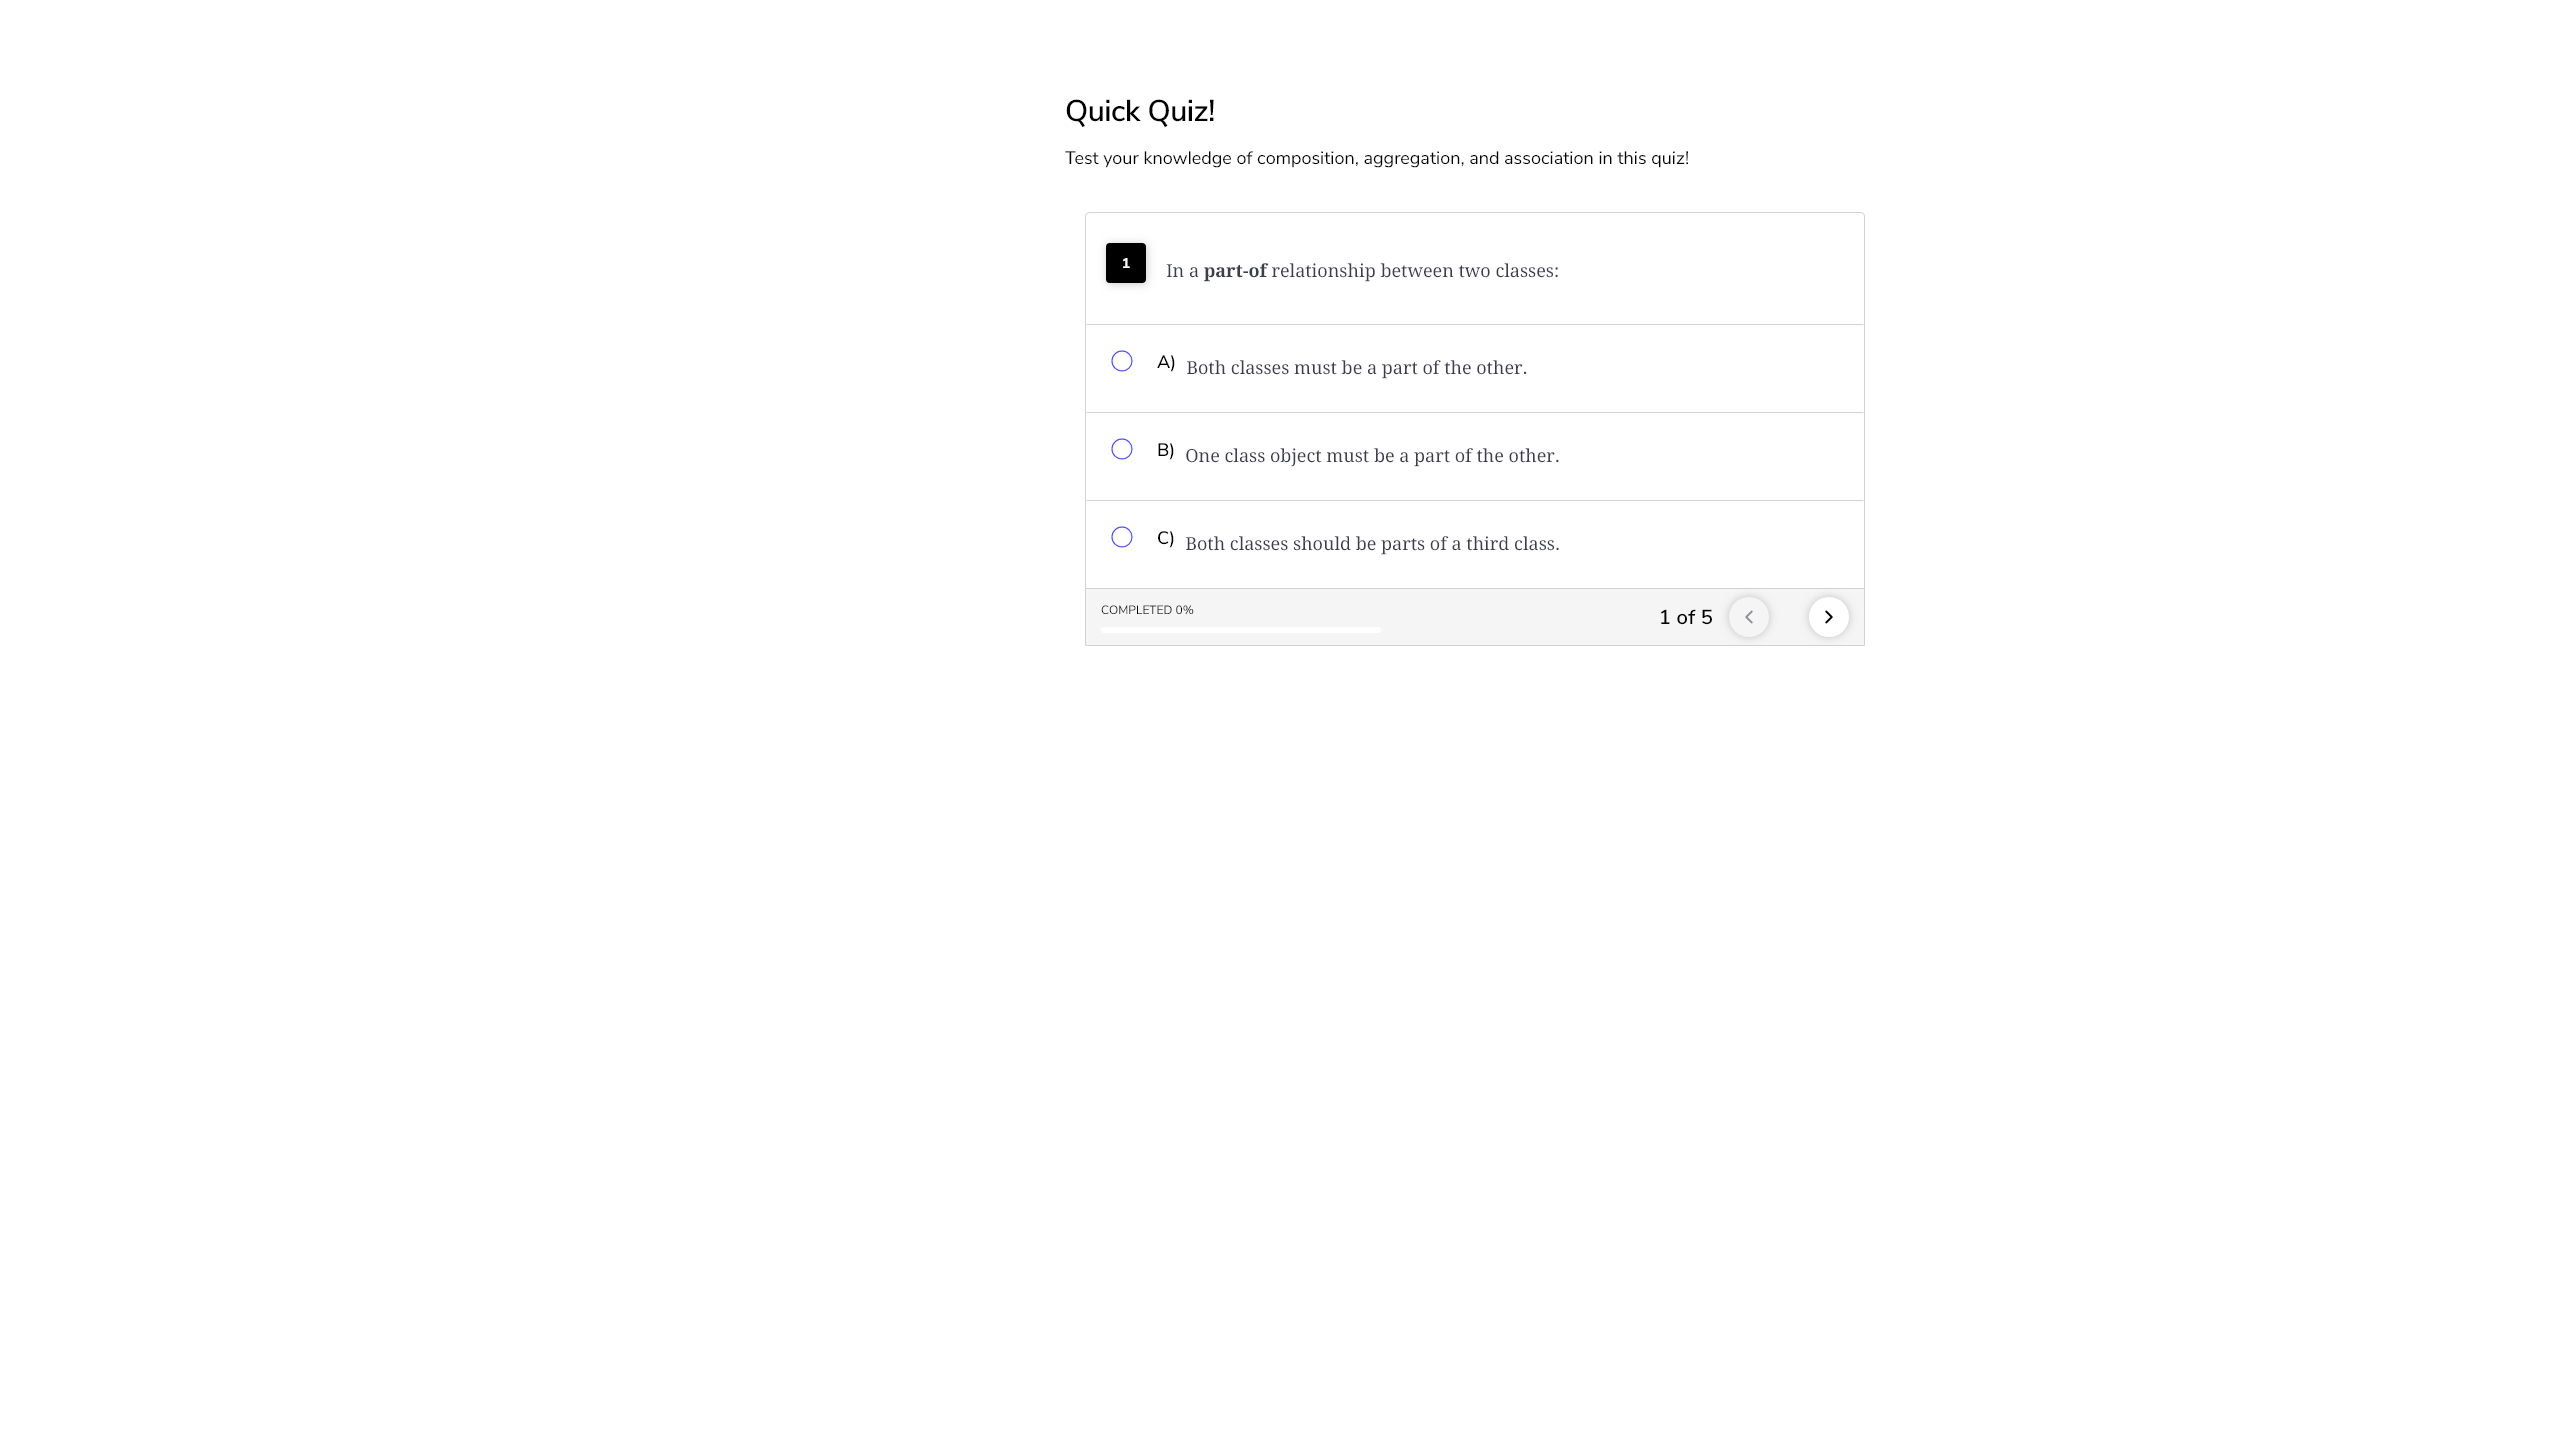 Quick Quiz!
Test your knowledge of composition, aggregation, and association in this quiz!
1
In a part-of relationship between two classes:
A) Both classes must be a part of the other.
B) One class object must be a part of the other.
C) Both classes should be parts of a third class.
COMPLETED 0%
1 of 5